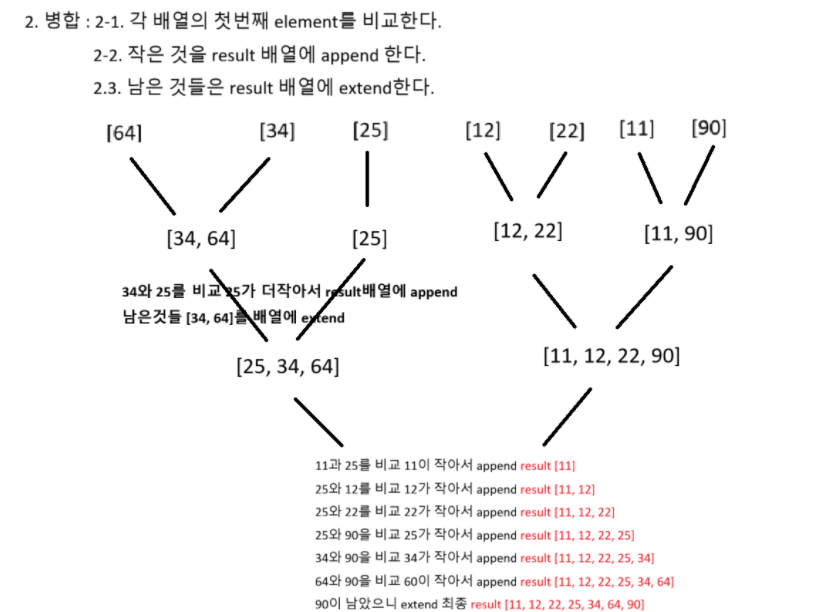 2. 병합 : 2-1. 각 배열의 첫번째 element를 비교한다.
2-2. 작은 것을 result 배열에 append 한다.
2.3. 남은 것들은 result 배열에 extend한다.
[64] [34] [25] [12] [22] [11] [90]
[34, 64] [25] [12, 22] [11, 90]
34와 25를 비교 25가 더작아서 result배열에 append
남은것들 [34, 64]를 배열에 extend
[25, 34, 64] [11, 12, 22, 90]
11과 25를 비교 11이 작아서 append result [11]
25와 12를 비교 12가 작아서 append result [11, 12]
25와 22를 비교 22가 작아서 append result [11, 12, 22]
25와 90을 비교 25가 작아서 append result [11, 12, 22, 25]
34와 90을 비교 34가 작아서 append result [11, 12, 22, 25, 34]
64와 90을 비교 60이 작아서 append result [11, 12, 22, 25, 34, 64]
90이 남았으니 extend 최종 result [11, 12, 22, 25, 34, 64, 90]